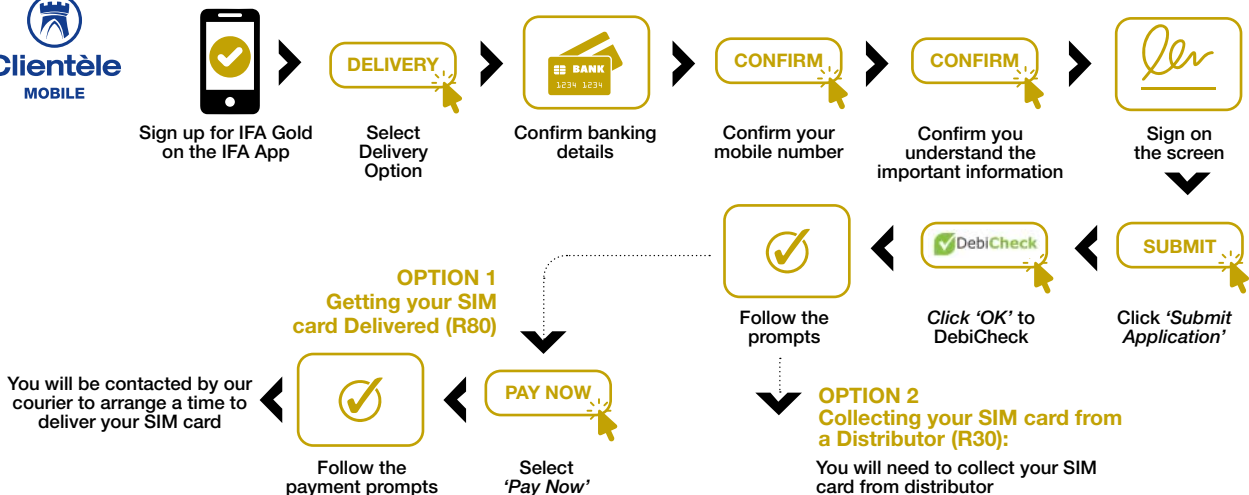 Clientèle
MOBILE
DELIVERY
BANK
1234 1234
CONFIRM
CONFIRM
Sign up for IFA Gold
on the IFA App
Select
Delivery
Option
Confirm banking
details
Confirm your
mobile number
Confirm you
understand the
important information
Sign on
the screen
DebiCheck
SUBMIT
Follow the
prompts
Click ‘OK’ to
DebiCheck
Click ‘Submit
Application’
OPTION 1
Getting your SIM
card Delivered (R80)
PAY NOW
You will be contacted by our
courier to arrange a time to
deliver your SIM card
Follow the
payment prompts
Select
‘Pay Now’
OPTION 2
Collecting your SIM card from
a Distributor (R30):
You will need to collect your SIM
card from distributor